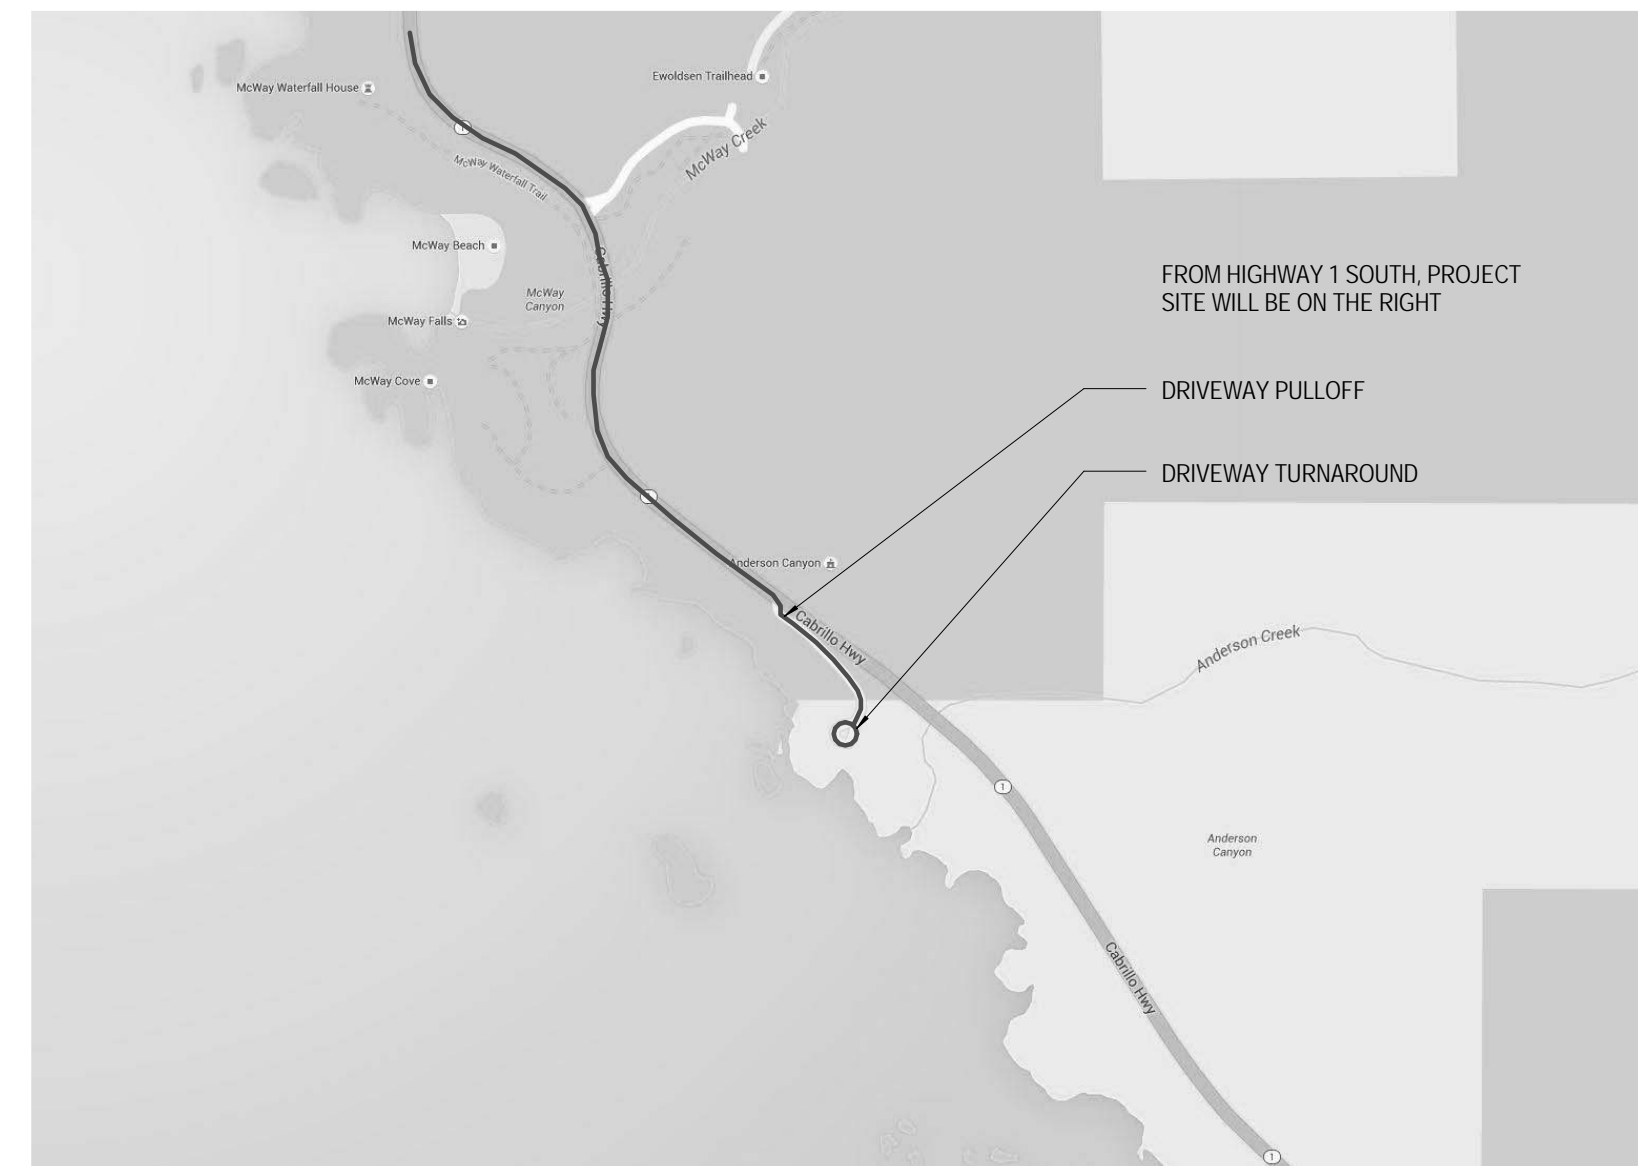 McWay Waterfall House
Ewoldsen Trailhead
1
McWay Creek
McWay Waterfall Trail
McWay Beach
Cabrillo Hwy
McWay
Canyon
McWay Falls
McWay Cove
FROM HIGHWAY 1 SOUTH, PROJECT
SITE WILL BE ON THE RIGHT
DRIVEWAY PULLOFF
DRIVEWAY TURNAROUND
Anderson Canyon
Cabrillo Hwy
Anderson Creek
1
Anderson
Canyon
Cabrillo Hwy
1